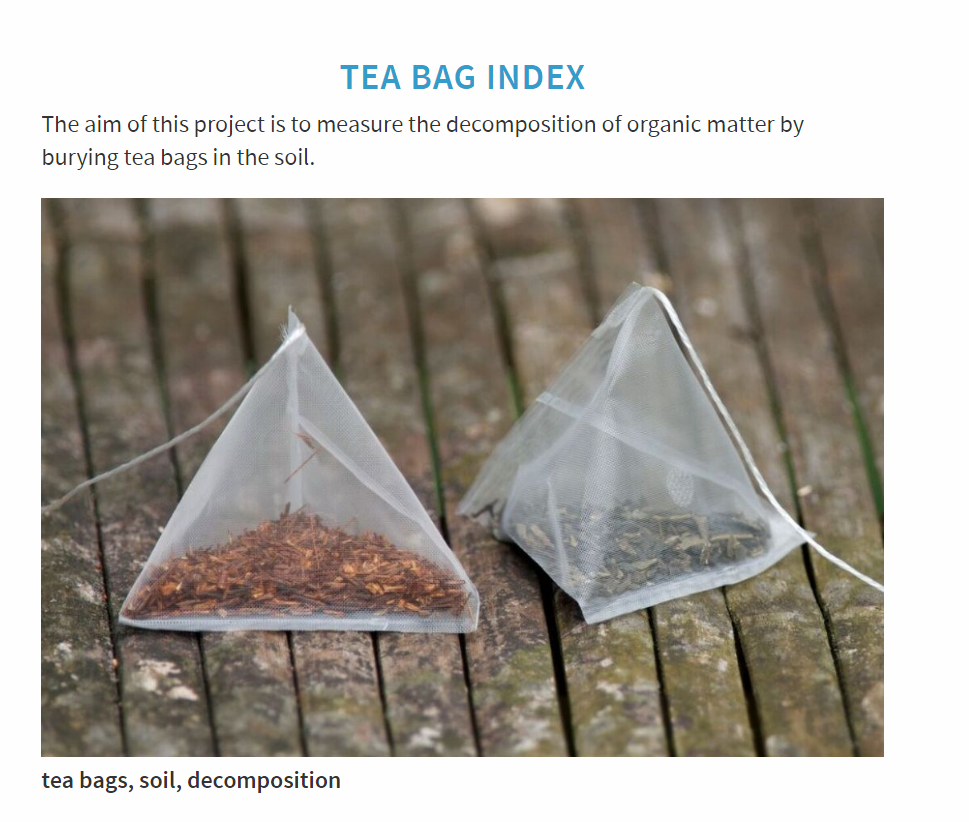 TEA BAG INDEX
The aim of this project is to measure the decomposition of organic matter by
burying tea bags in the soil.
tea bags, soil, decomposition